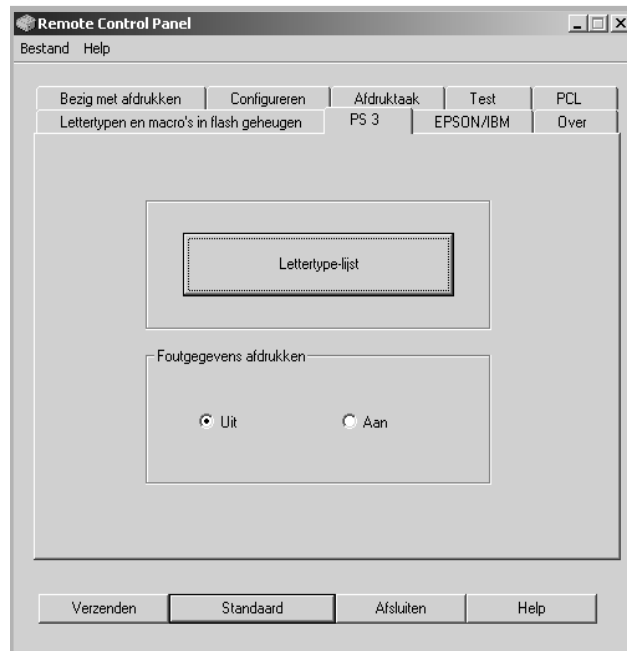 Remote Control Panel
Bestand Help
Bezig met afdrukken Configureren Afdruktaak Test PCL
Lettertypen en macro's in flash geheugen PS 3 EPSON/IBM Over
Lettertype-lijst
Foutgegevens afdrukken
Uit Aan
Verzenden Standaard Afsluiten Help